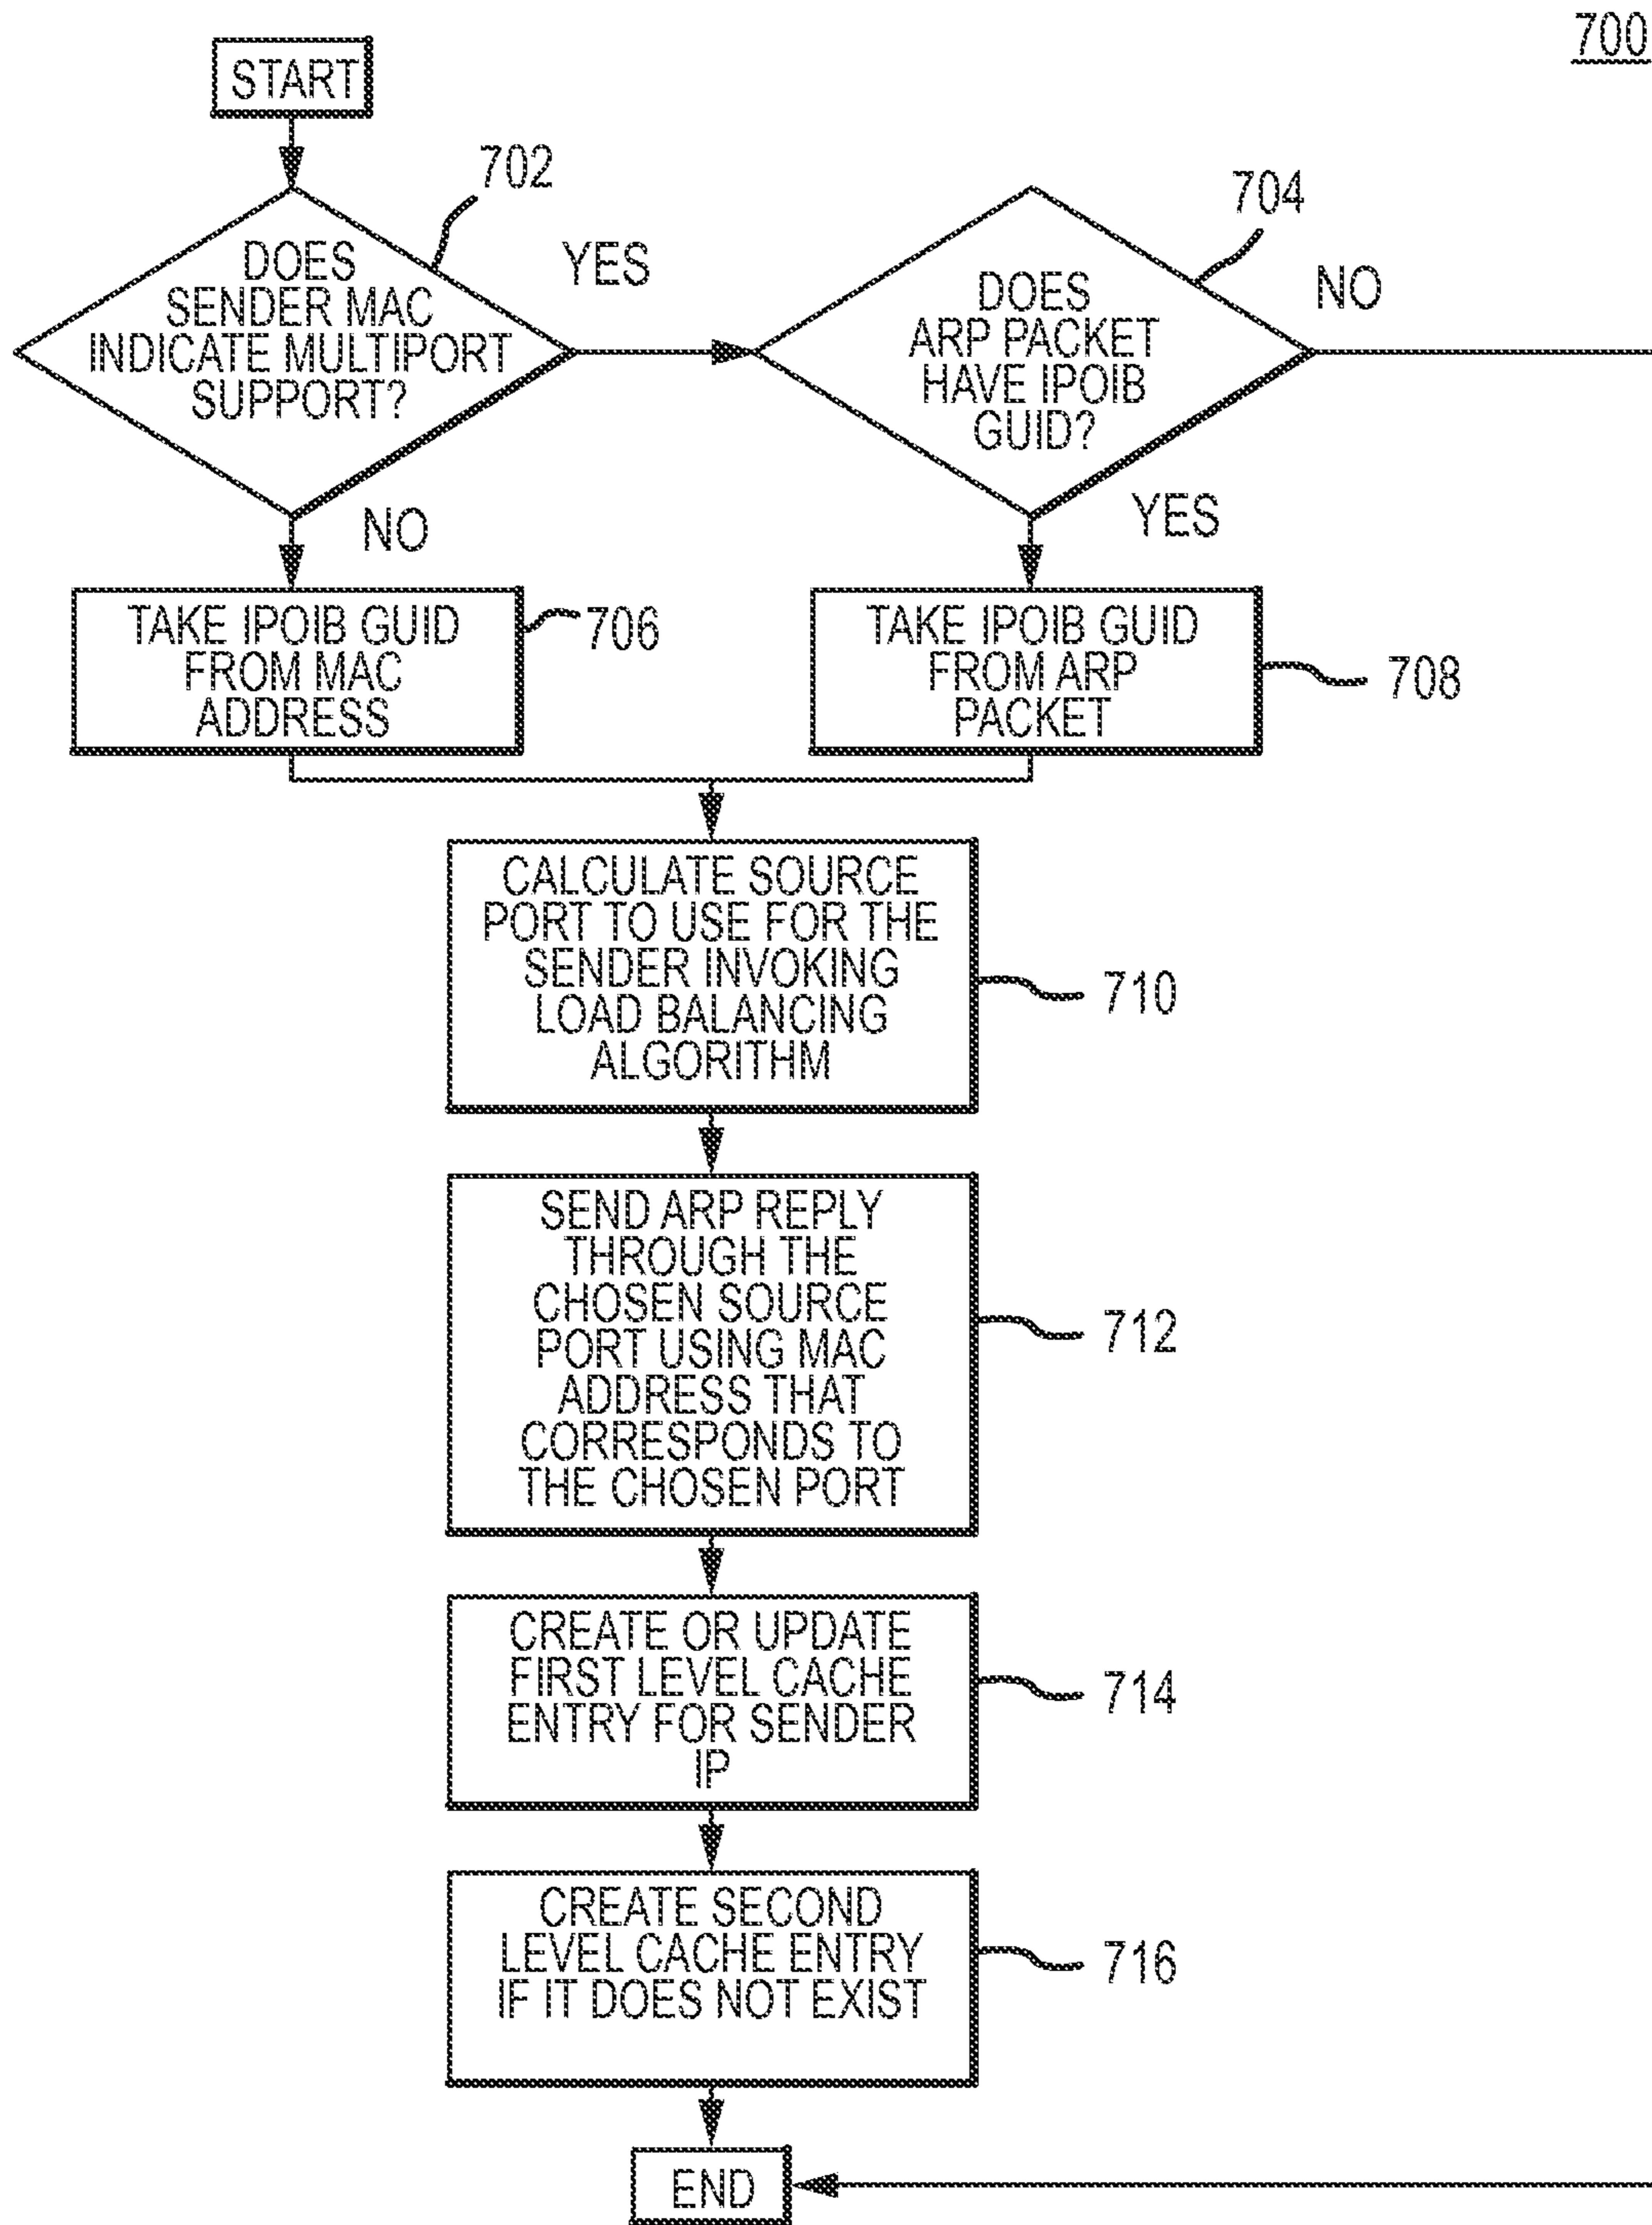 700
START
702
DOES
SENDER MAC
INDICATE MULTIPORT
SUPPORT?
YES
NO
704
DOES
ARP PACKET
HAVE IPOIB
GUID?
NO
YES
TAKE IPOIB GUID
FROM MAC
ADDRESS
706
TAKE IPOIB GUID
FROM ARP
PACKET
708
CALCULATE SOURCE
PORT TO USE FOR THE
SENDER INVOKING
LOAD BALANCING
ALGORITHM
710
SEND ARP REPLY
THROUGH THE
CHOSEN SOURCE
PORT USING MAC
ADDRESS THAT
CORRESPONDS TO
THE CHOSEN PORT
712
CREATE OR UPDATE
FIRST LEVEL CACHE
ENTRY FOR SENDER
IP
714
CREATE SECOND
LEVEL CACHE ENTRY
IF IT DOES NOT EXIST
716
END